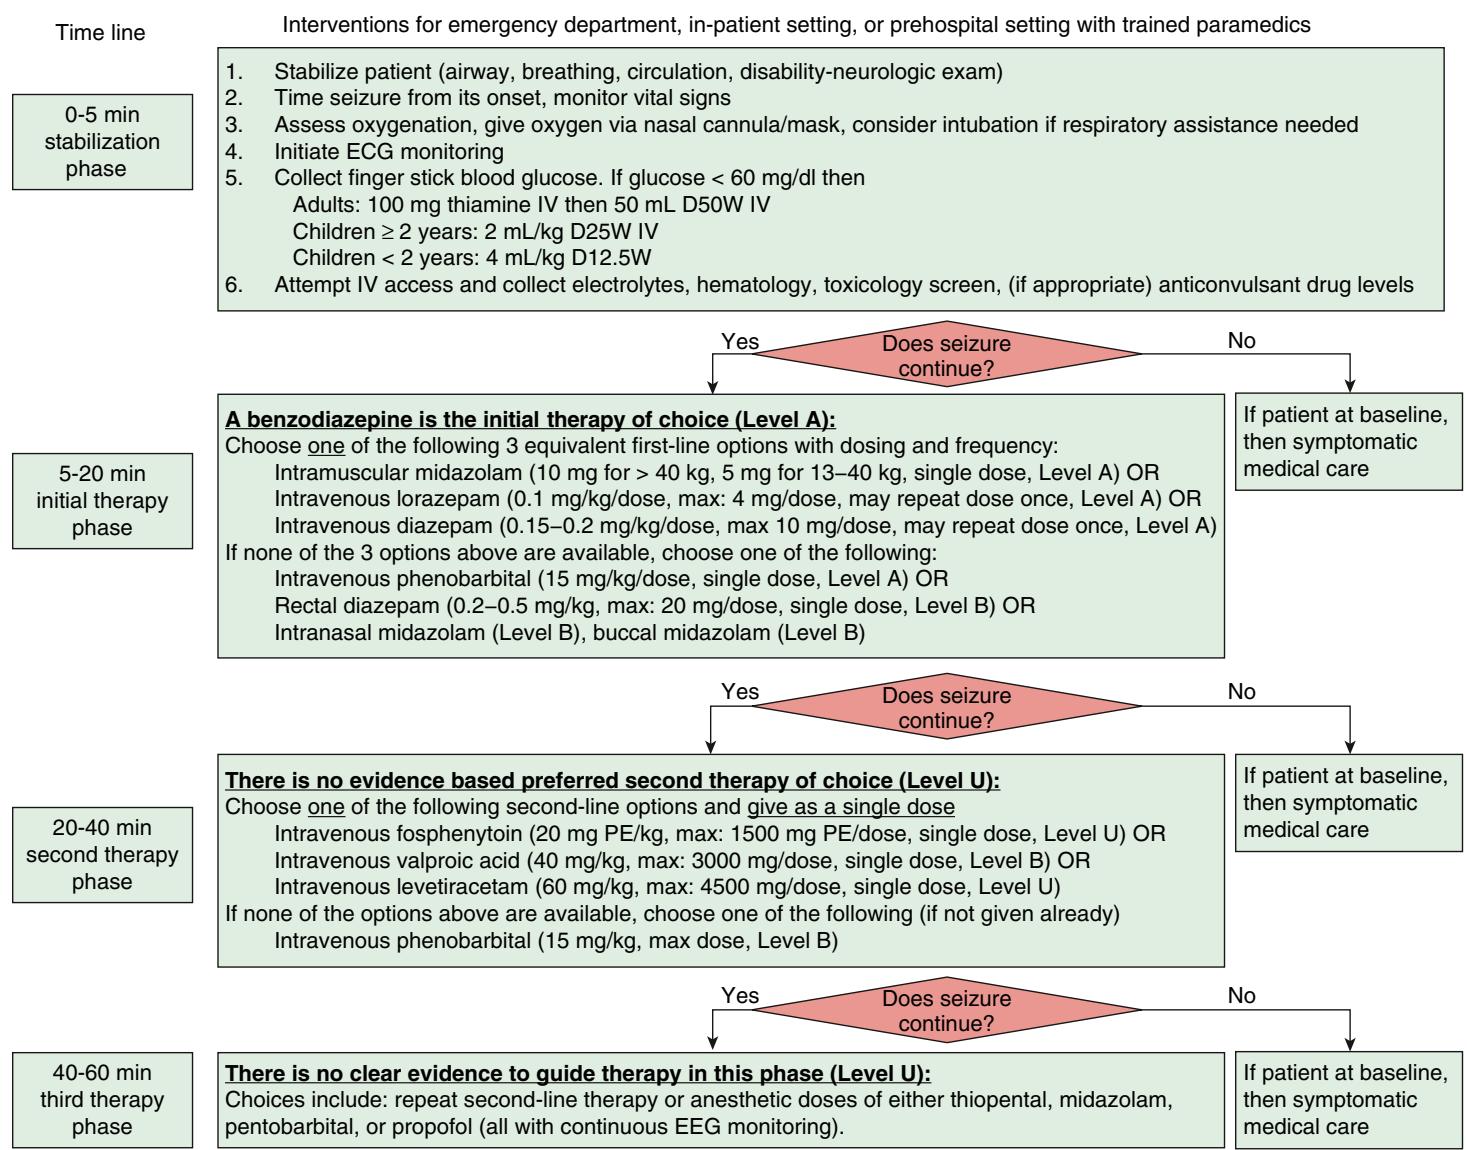 Time line
Interventions for emergency department, in-patient setting, or prehospital setting with trained paramedics
0-5 min
stabilization
phase
1. Stabilize patient (airway, breathing, circulation, disability-neurologic exam)
2. Time seizure from its onset, monitor vital signs
3. Assess oxygenation, give oxygen via nasal cannula/mask, consider intubation if respiratory assistance needed
4. Initiate ECG monitoring
5. Collect finger stick blood glucose. If glucose < 60 mg/dl then
Adults: 100 mg thiamine IV then 50 mL D50W IV
Children ≥ 2 years: 2 mL/kg D25W IV
Children < 2 years: 4 mL/kg D12.5W
6. Attempt IV access and collect electrolytes, hematology, toxicology screen, (if appropriate) anticonvulsant drug levels
Yes
Does seizure
continue?
No
5-20 min
initial therapy
phase
A benzodiazepine is the initial therapy of choice (Level A):
Choose one of the following 3 equivalent first-line options with dosing and frequency:
Intramuscular midazolam (10 mg for > 40 kg, 5 mg for 13–40 kg, single dose, Level A) OR
Intravenous lorazepam (0.1 mg/kg/dose, max: 4 mg/dose, may repeat dose once, Level A) OR
Intravenous diazepam (0.15–0.2 mg/kg/dose, max 10 mg/dose, may repeat dose once, Level A)
If none of the 3 options above are available, choose one of the following:
Intravenous phenobarbital (15 mg/kg/dose, single dose, Level A) OR
Rectal diazepam (0.2–0.5 mg/kg, max: 20 mg/dose, single dose, Level B) OR
Intranasal midazolam (Level B), buccal midazolam (Level B)
If patient at baseline,
then symptomatic
medical care
Yes
Does seizure
continue?
No
20-40 min
second therapy
phase
There is no evidence based preferred second therapy of choice (Level U):
Choose one of the following second-line options and give as a single dose
Intravenous fosphenytoin (20 mg PE/kg, max: 1500 mg PE/dose, single dose, Level U) OR
Intravenous valproic acid (40 mg/kg, max: 3000 mg/dose, single dose, Level B) OR
Intravenous levetiracetam (60 mg/kg, max: 4500 mg/dose, single dose, Level U)
If none of the options above are available, choose one of the following (if not given already)
Intravenous phenobarbital (15 mg/kg, max dose, Level B)
If patient at baseline,
then symptomatic
medical care
Yes
Does seizure
continue?
No
40-60 min
third therapy
phase
There is no clear evidence to guide therapy in this phase (Level U):
Choices include: repeat second-line therapy or anesthetic doses of either thiopental, midazolam,
pentobarbital, or propofol (all with continuous EEG monitoring).
If patient at baseline,
then symptomatic
medical care